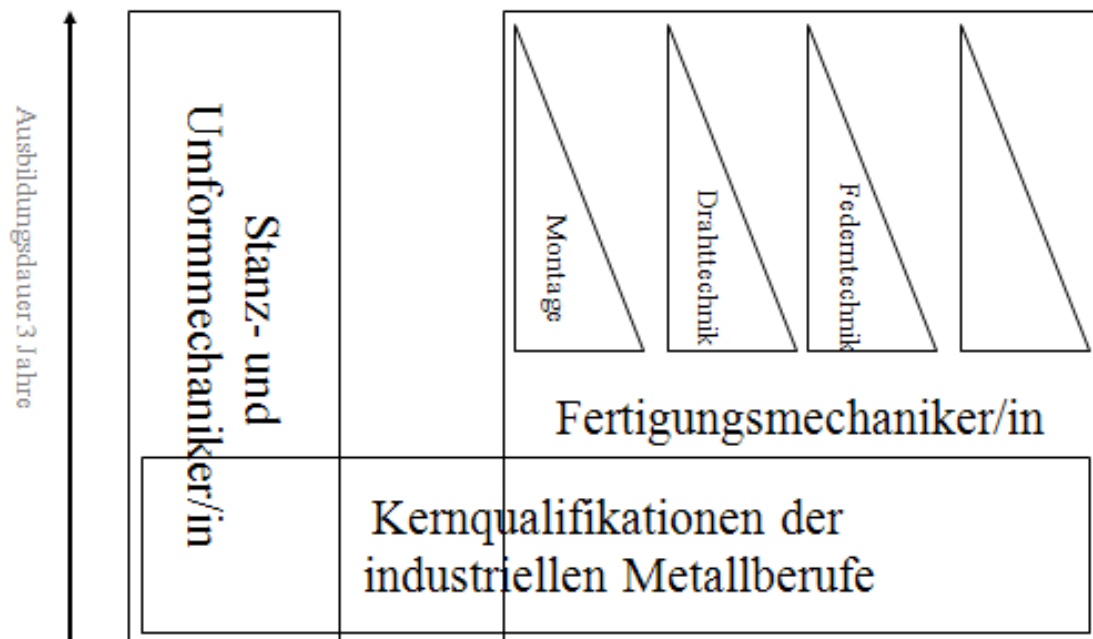 Ausbildungsdauer 3 Jahre
Stanz- und
Umformmechaniker/in
Montage
Drahttechnik
Federntechnik
Fertigungsmechaniker/in
Kernqualifikationen der
industriellen Metallberufe